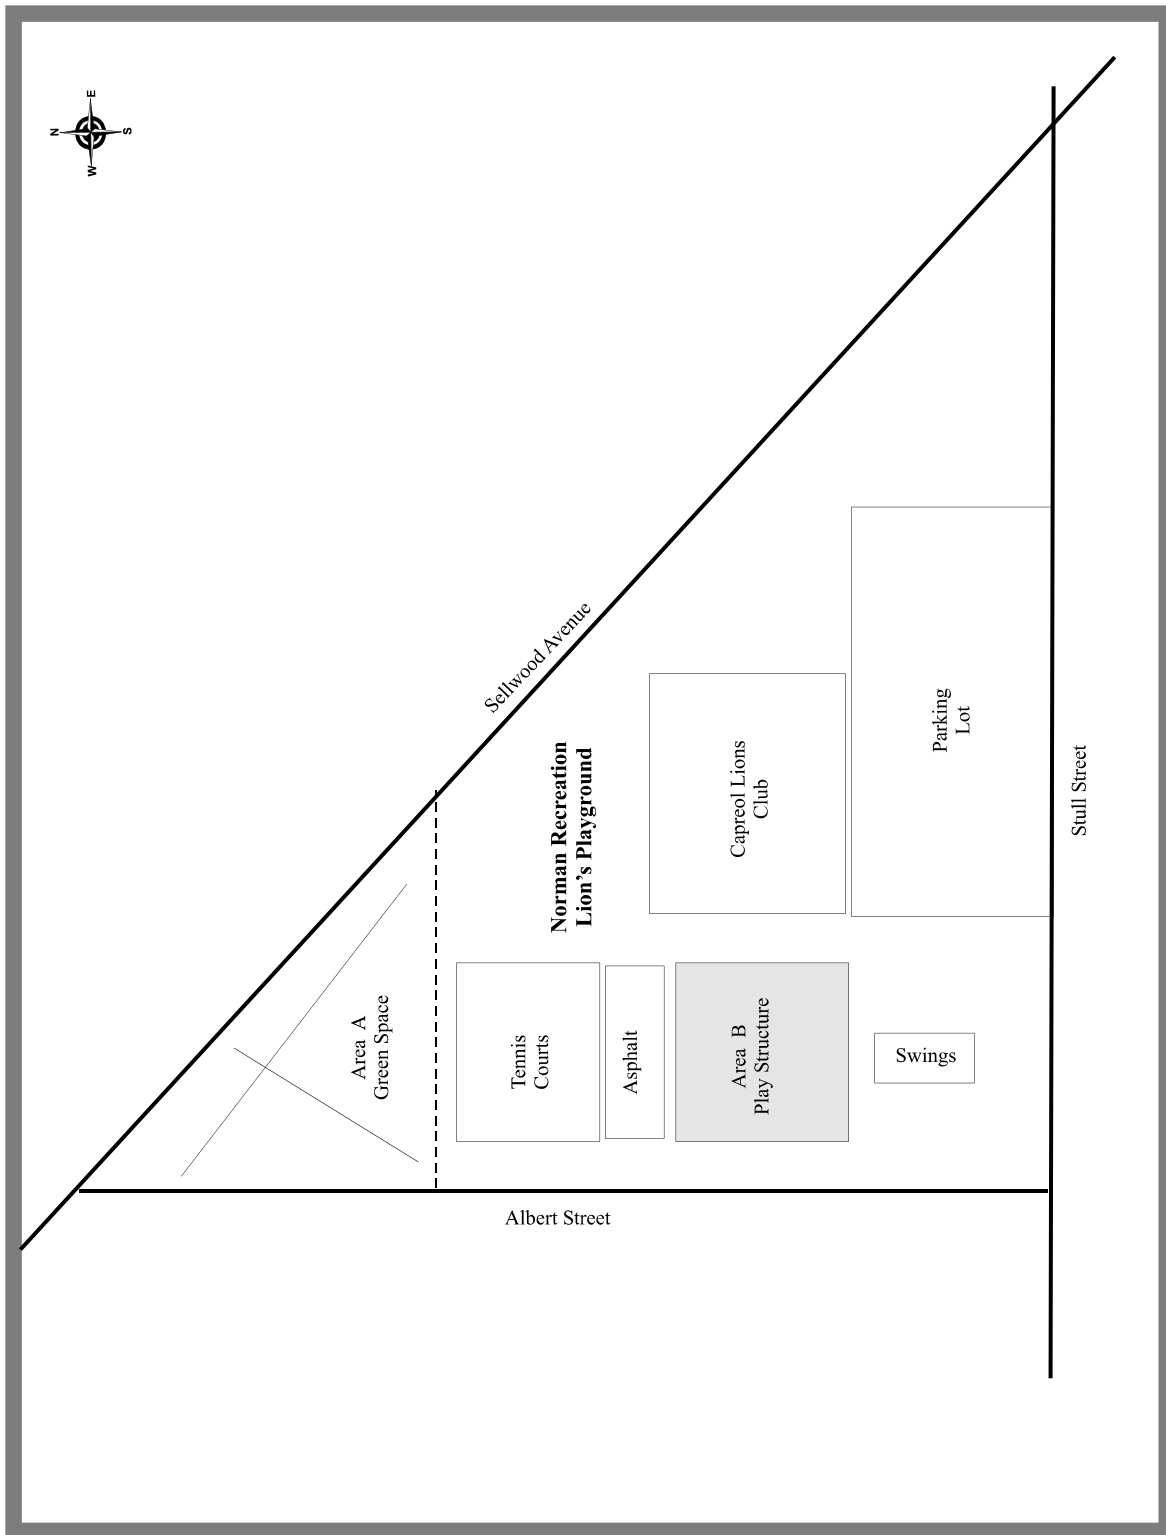 E
N
S
W
Sellwood Avenue
Norman Recreation
Lion’s Playground
Capreol Lions
Club
Parking
Lot
Stull Street
Area A
Green Space
Tennis
Courts
Asphalt
Area B
Play Structure
Swings
Albert Street